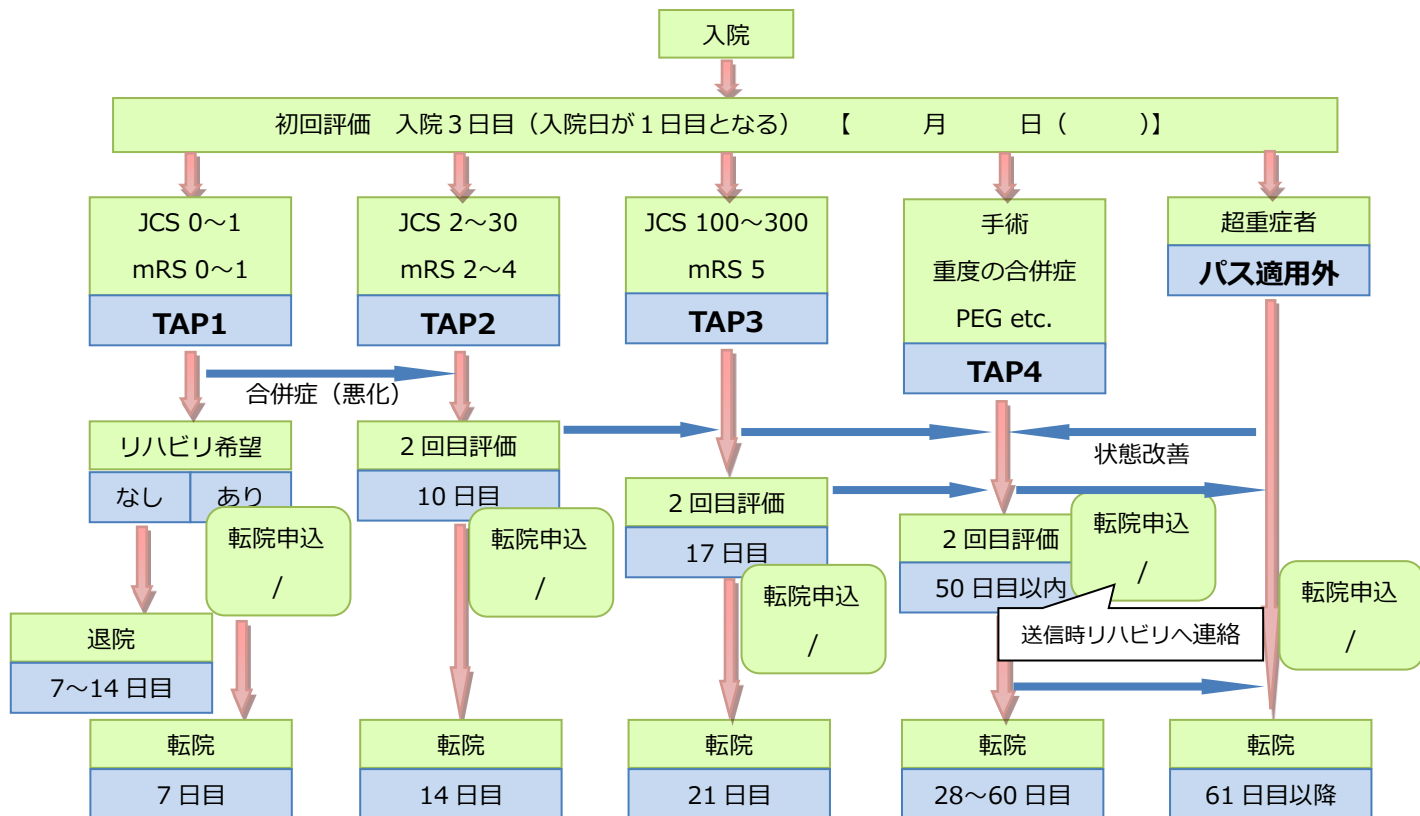 入院
初回評価　入院３日目（入院日が１日目となる）　【　　　月　　　日（　　　）】
JCS 0～1
mRS 0～1
TAP1
JCS 2～30
mRS 2～4
TAP2
JCS 100～300
mRS 5
TAP3
手術
重度の合併症
PEG etc.
TAP4
超重症者
パス適用外
合併症（悪化）
状態改善
リハビリ希望
なし
あり
転院申込
/
２回目評価
10 日目
転院申込
/
２回目評価
17 日目
転院申込
/
２回目評価
50 日目以内
転院申込
/
送信時リハビリへ連絡
転院申込
/
退院
7～14 日目
転院
7 日目
転院
14 日目
転院
21 日目
転院
28～60 日目
転院
61 日目以降